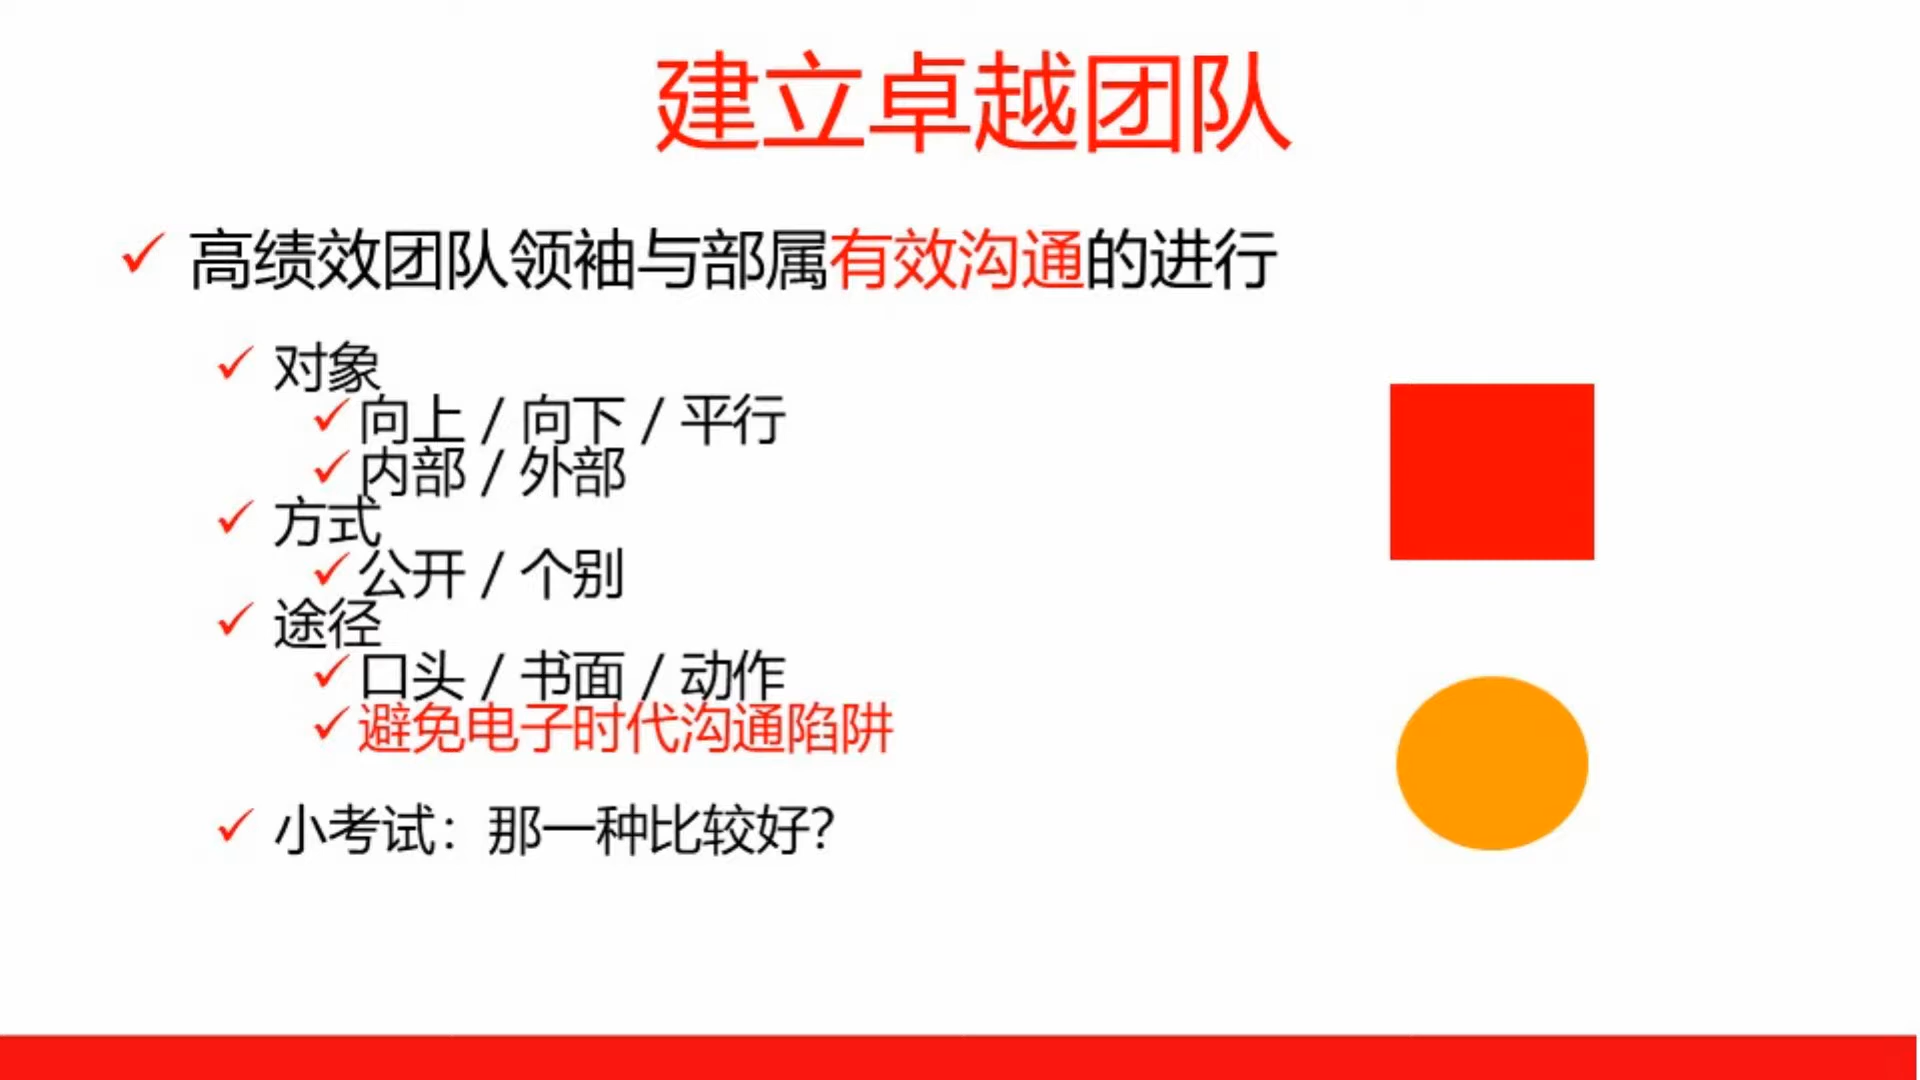 建立卓越团队
高绩效团队领袖与部属有效沟通的进行
对象
向上 / 向下 / 平行
内部 / 外部
方式
公开 / 个别
途径
口头 / 书面 / 动作
避免电子时代沟通陷阱
小考试：那一种比较好？